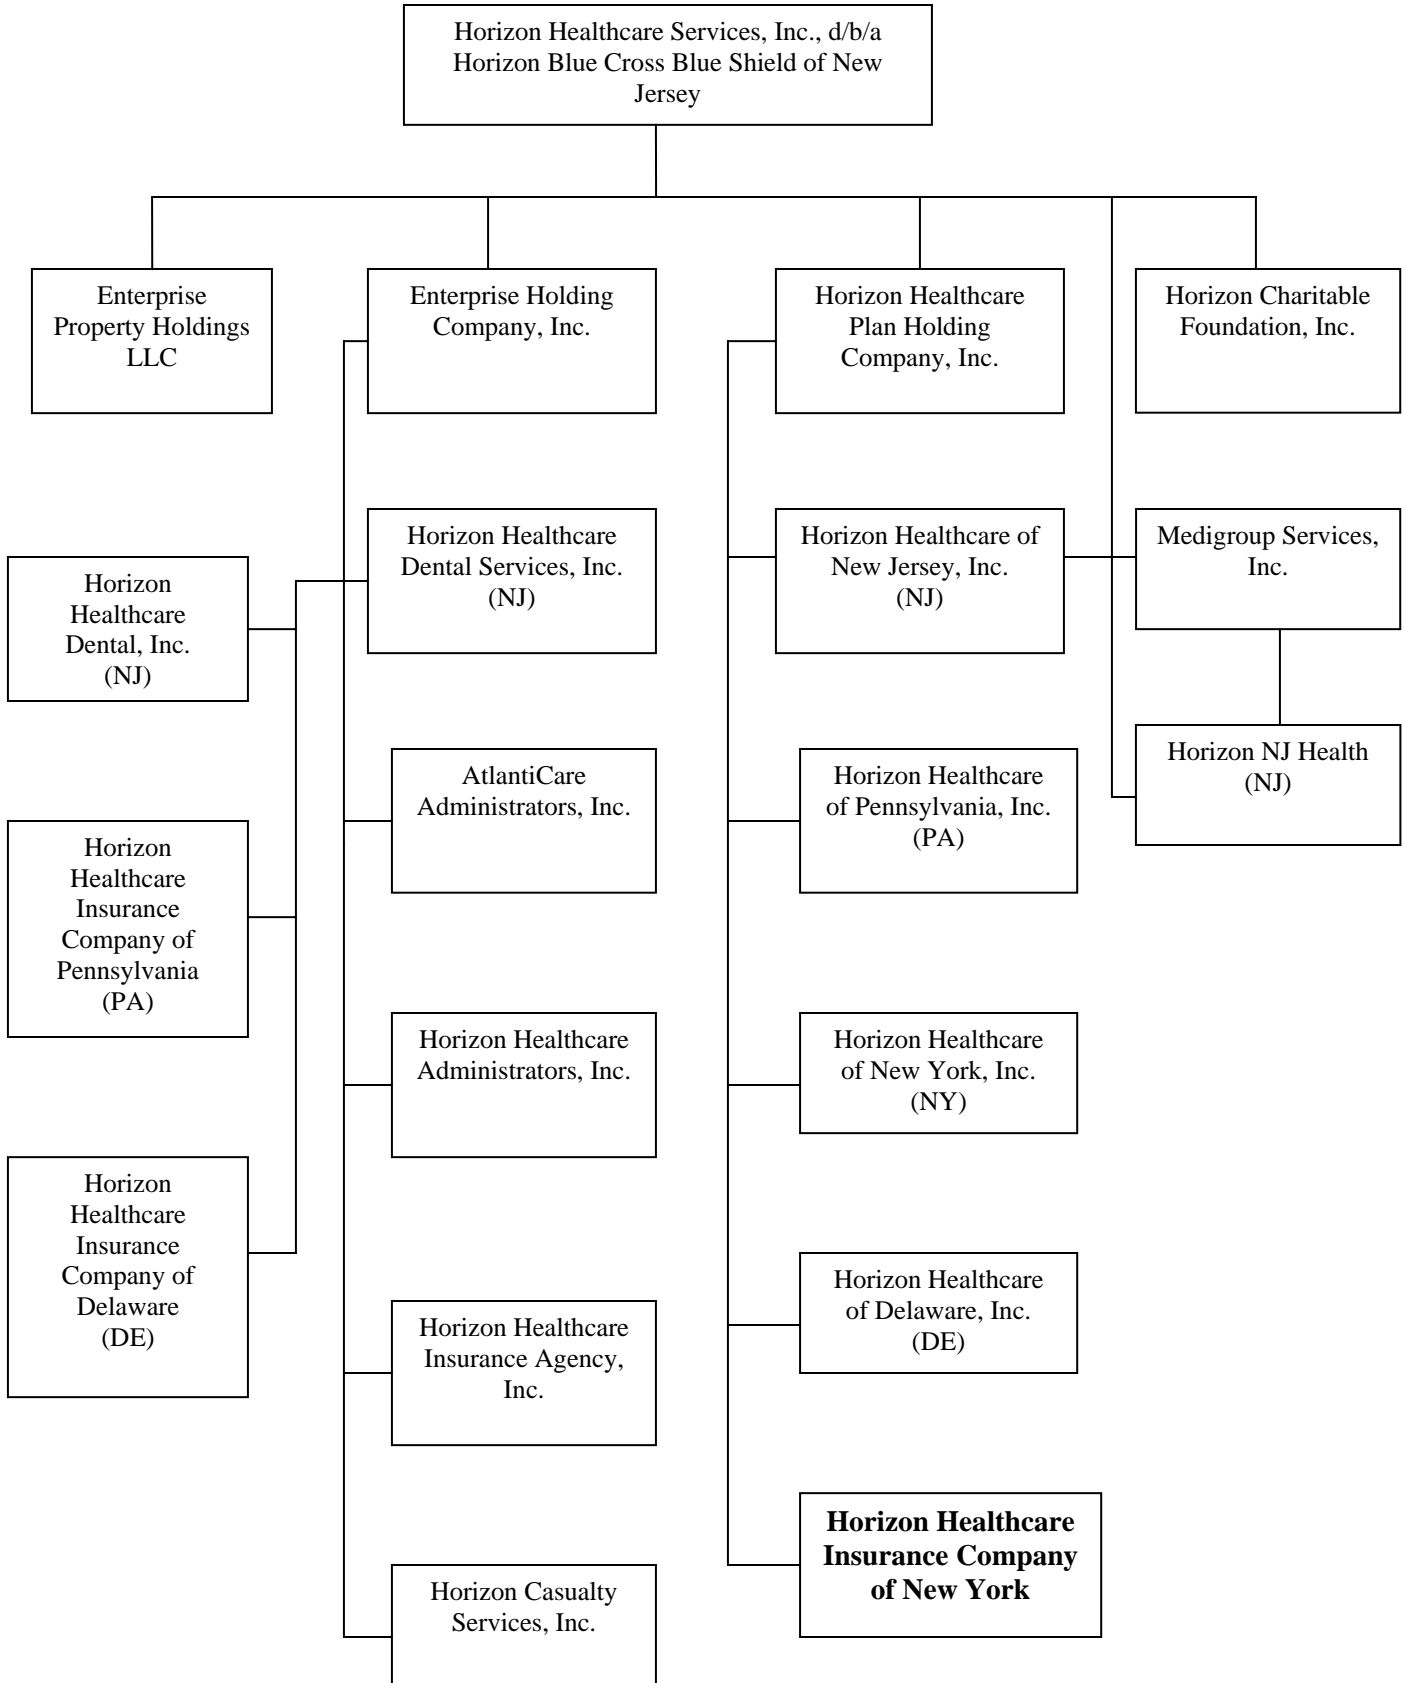 Horizon Healthcare Services, Inc., d/b/a
Horizon Blue Cross Blue Shield of New
Jersey
Enterprise
Property Holdings
LLC
Enterprise Holding
Company, Inc.
Horizon Healthcare
Plan Holding
Company, Inc.
Horizon Charitable
Foundation, Inc.
Horizon
Healthcare
Dental, Inc.
(NJ)
Horizon Healthcare
Dental Services, Inc.
(NJ)
Horizon Healthcare of
New Jersey, Inc.
(NJ)
Medigroup Services,
Inc.
Horizon
Healthcare
Insurance
Company of
Pennsylvania
(PA)
AtlantiCare
Administrators, Inc.
Horizon Healthcare
of Pennsylvania, Inc.
(PA)
Horizon NJ Health
(NJ)
Horizon Healthcare
Administrators, Inc.
Horizon Healthcare
of New York, Inc.
(NY)
Horizon
Healthcare
Insurance
Company of
Delaware
(DE)
Horizon Healthcare
Insurance Agency,
Inc.
Horizon Healthcare
of Delaware, Inc.
(DE)
Horizon Casualty
Services, Inc.
Horizon Healthcare
Insurance Company
of New York